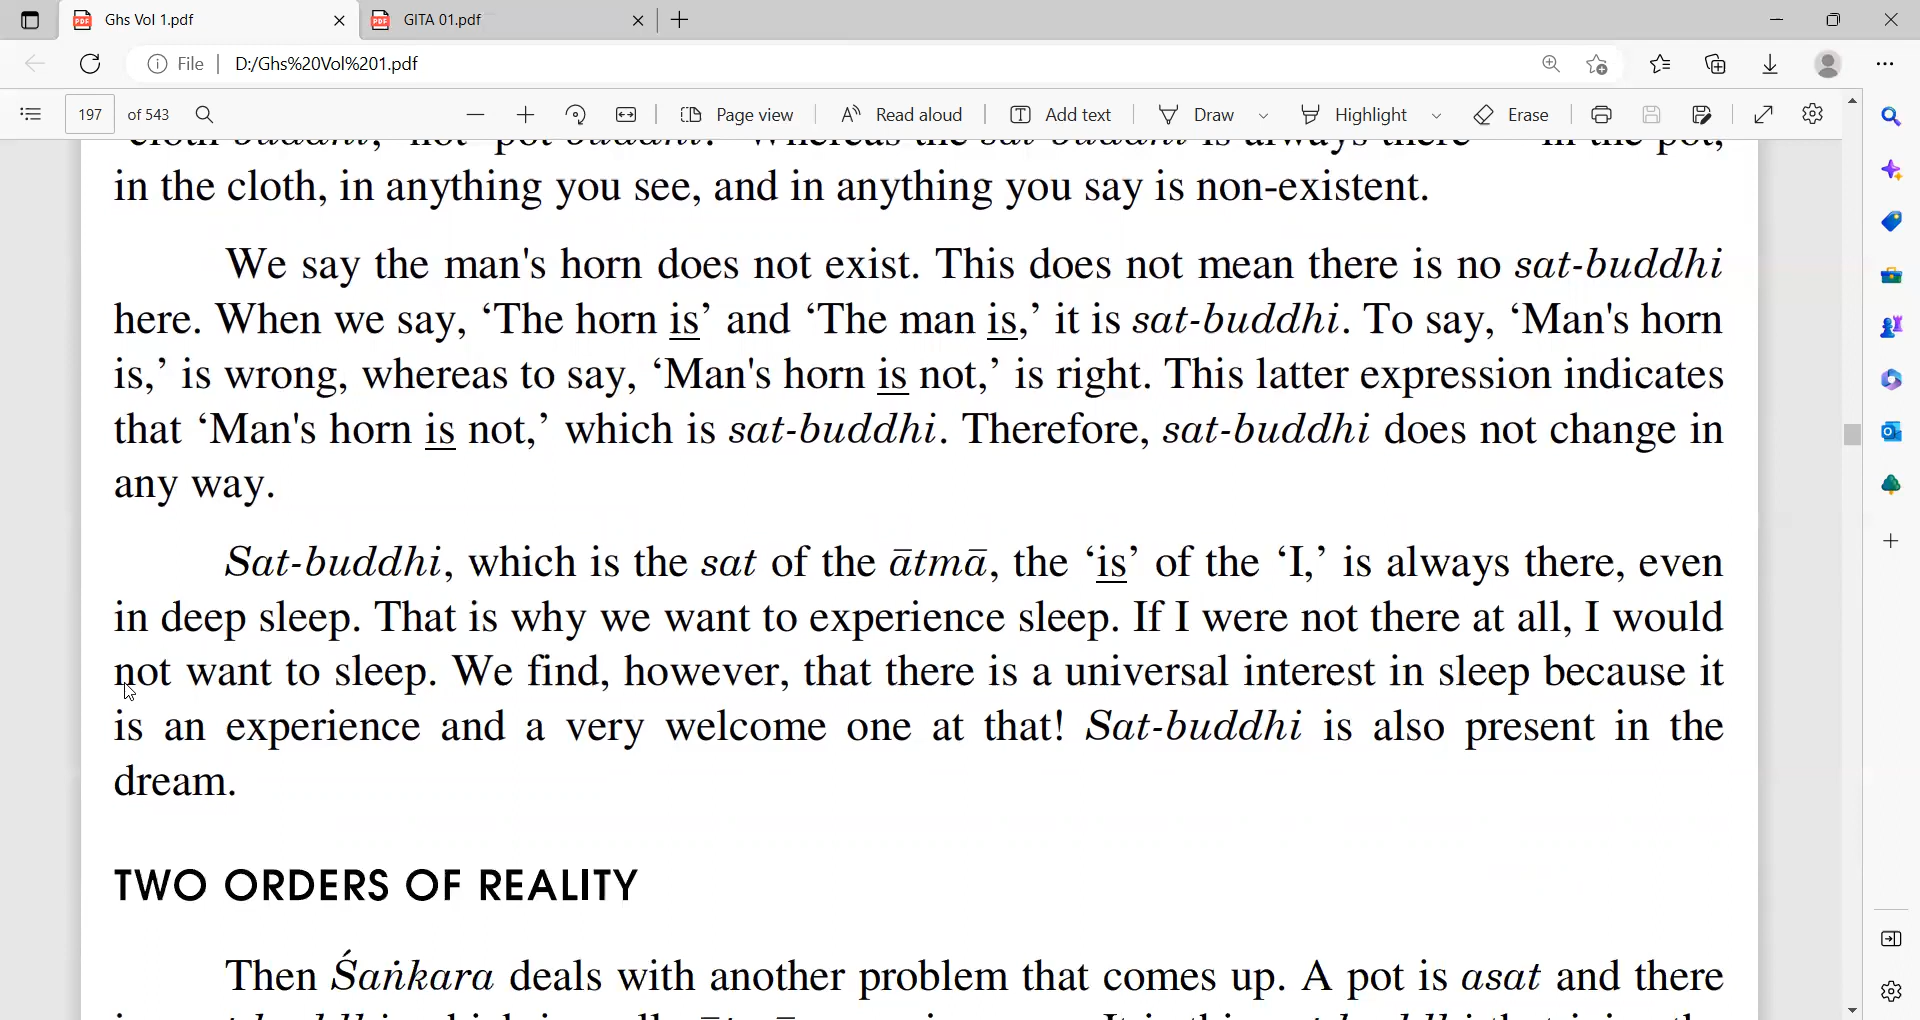 Ghs Vol 1.pdf
GITA 01.pdf
File
D:/Ghs%20Vol%201.pdf
197 of 543
Page view
Read aloud
Add text
Draw
Highlight
Erase
in the cloth, in anything you see, and in anything you say is non-existent.
We say the man's horn does not exist. This does not mean there is no sat-buddhi
here. When we say, ‘The horn is’ and ‘The man is,’ it is sat-buddhi. To say, ‘Man's horn
is,’ is wrong, whereas to say, ‘Man's horn is not,’ is right. This latter expression indicates
that ‘Man's horn is not,’ which is sat-buddhi. Therefore, sat-buddhi does not change in
any way.
Sat-buddhi, which is the sat of the ātmā, the ‘is’ of the ‘I,’ is always there, even
in deep sleep. That is why we want to experience sleep. If I were not there at all, I would
not want to sleep. We find, however, that there is a universal interest in sleep because it
is an experience and a very welcome one at that! Sat-buddhi is also present in the
dream.
TWO ORDERS OF REALITY
Then Śaṅkara deals with another problem that comes up. A pot is asat and there